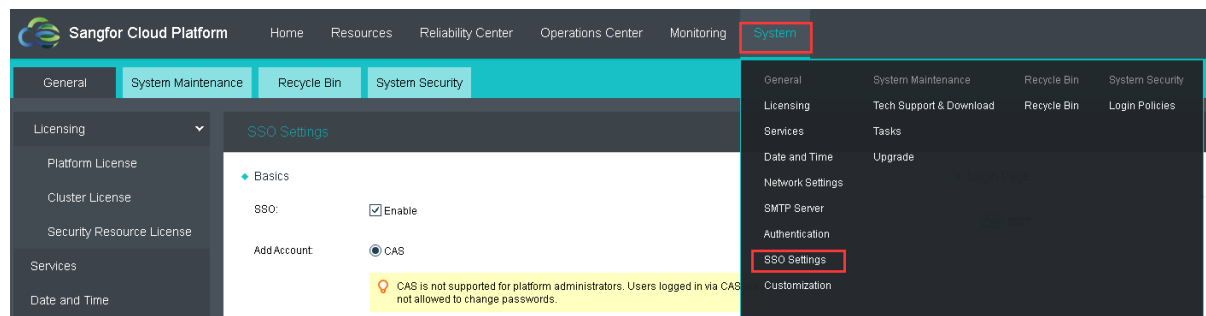 Sangfor Cloud Platform Home Resources Reliability Center Operations Center Monitoring System
General System Maintenance Recycle Bin System Security
General System Maintenance Recycle Bin System Security
Licensing Tech Support & Download Recycle Bin Login Policies
Services Tasks
Date and Time Upgrade
Network Settings
SMTP Server
Authentication
SSO Settings
Customization
Licensing
Platform License
Cluster License
Security Resource License
Services
Date and Time
SSO Settings
Basics
SSO: Enable
Add Account: CAS
CAS is not supported for platform administrators. Users logged in via CAS
not allowed to change passwords.